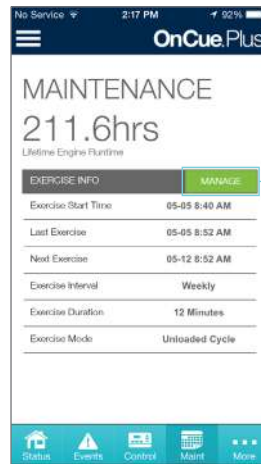 No Service 2:17 PM 92%
OnCue.Plus
MAINTENANCE
211.6hrs
Lifetime Engine Runtime
EXERCISE INFO MANAGE
Exercise Start Time 05-05 8:40 AM
Last Exercise 05-05 8:52 AM
Next Exercise 05-12 8:52 AM
Exercise Interval Weekly
Exercise Duration 12 Minutes
Exercise Mode Unloaded Cycle
Status Events Control Maint More